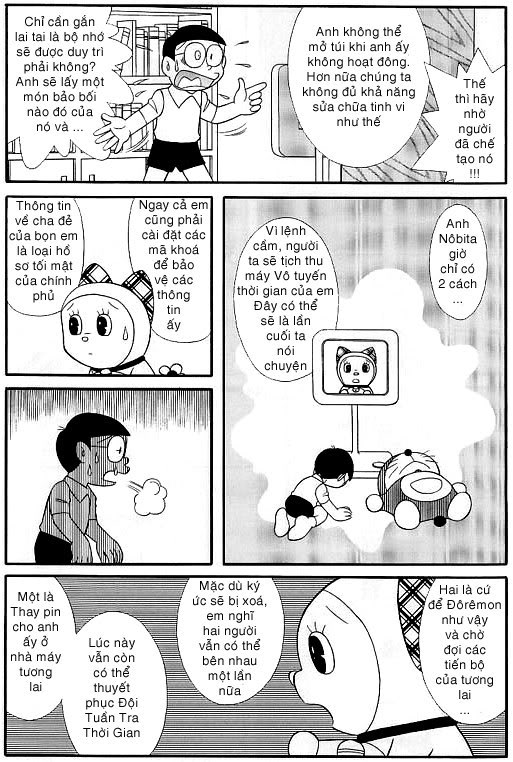 Chỉ cần gắn
lai tai là bộ nhớ
sẽ được duy trì
phải không?
Anh sẽ lấy một
món bảo bối
nào đó của
nó và ...
Anh không thể
mở túi khi anh ấy
không hoạt đông.
Hơn nữa chúng ta
không đủ khả năng
sửa chữa tinh vi
như thế
Thế
thì hãy
nhờ
người
đã chế
tạo nó
!!!
Thông tin
về cha đẻ
của bọn em
là loại hồ
sơ tối mật
của chính
phủ
Ngay cả em
cũng phải
cài đặt các
mã khoá
để bảo
vệ các
thông
tin
ấy
Vì lệnh
cấm, người
ta sẽ tịch thu
máy Vô tuyến
thời gian của em
Đây có thể
sẽ là lần
cuối ta
nói
chuyện
Anh
Nôbita
giờ
chỉ có
2 cách
...
Một là
Thay pin
cho anh
ấy ở
nhà máy
tương
lai
Lúc này
vẫn còn
có thể
thuyết
phục Đội
Tuần Tra
Thời Gian
Mặc dù ký
ức sẽ bị xoá,
em nghĩ
hai người
vẫn có thể
bên nhau
một lần
nữa
Hai là cứ
để Đôrêmon
như vậy
và chờ
đợi các
tiến bộ
của tương
lai
...